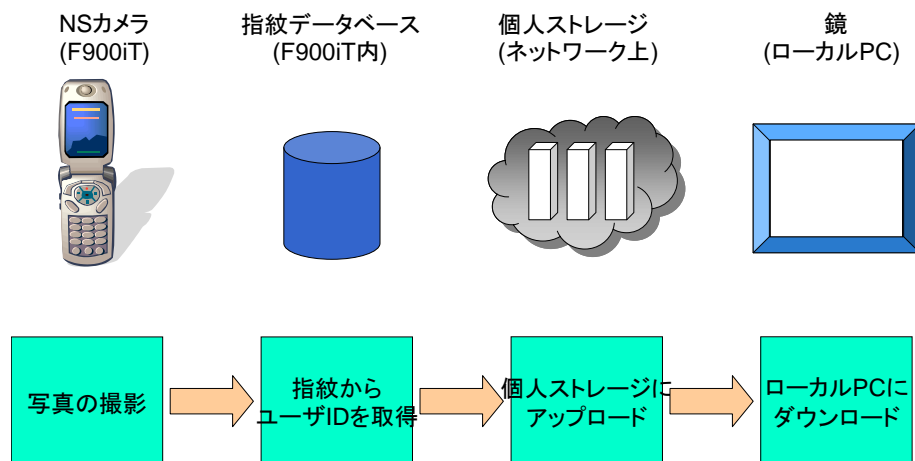 NSカメラ
(F900iT)
指紋データベース
(F900iT内)
個人ストレージ
(ネットワーク上)
鏡
(ローカルPC)
写真の撮影
指紋から
ユーザIDを取得
個人ストレージに
アップロード
ローカルPCに
ダウンロード